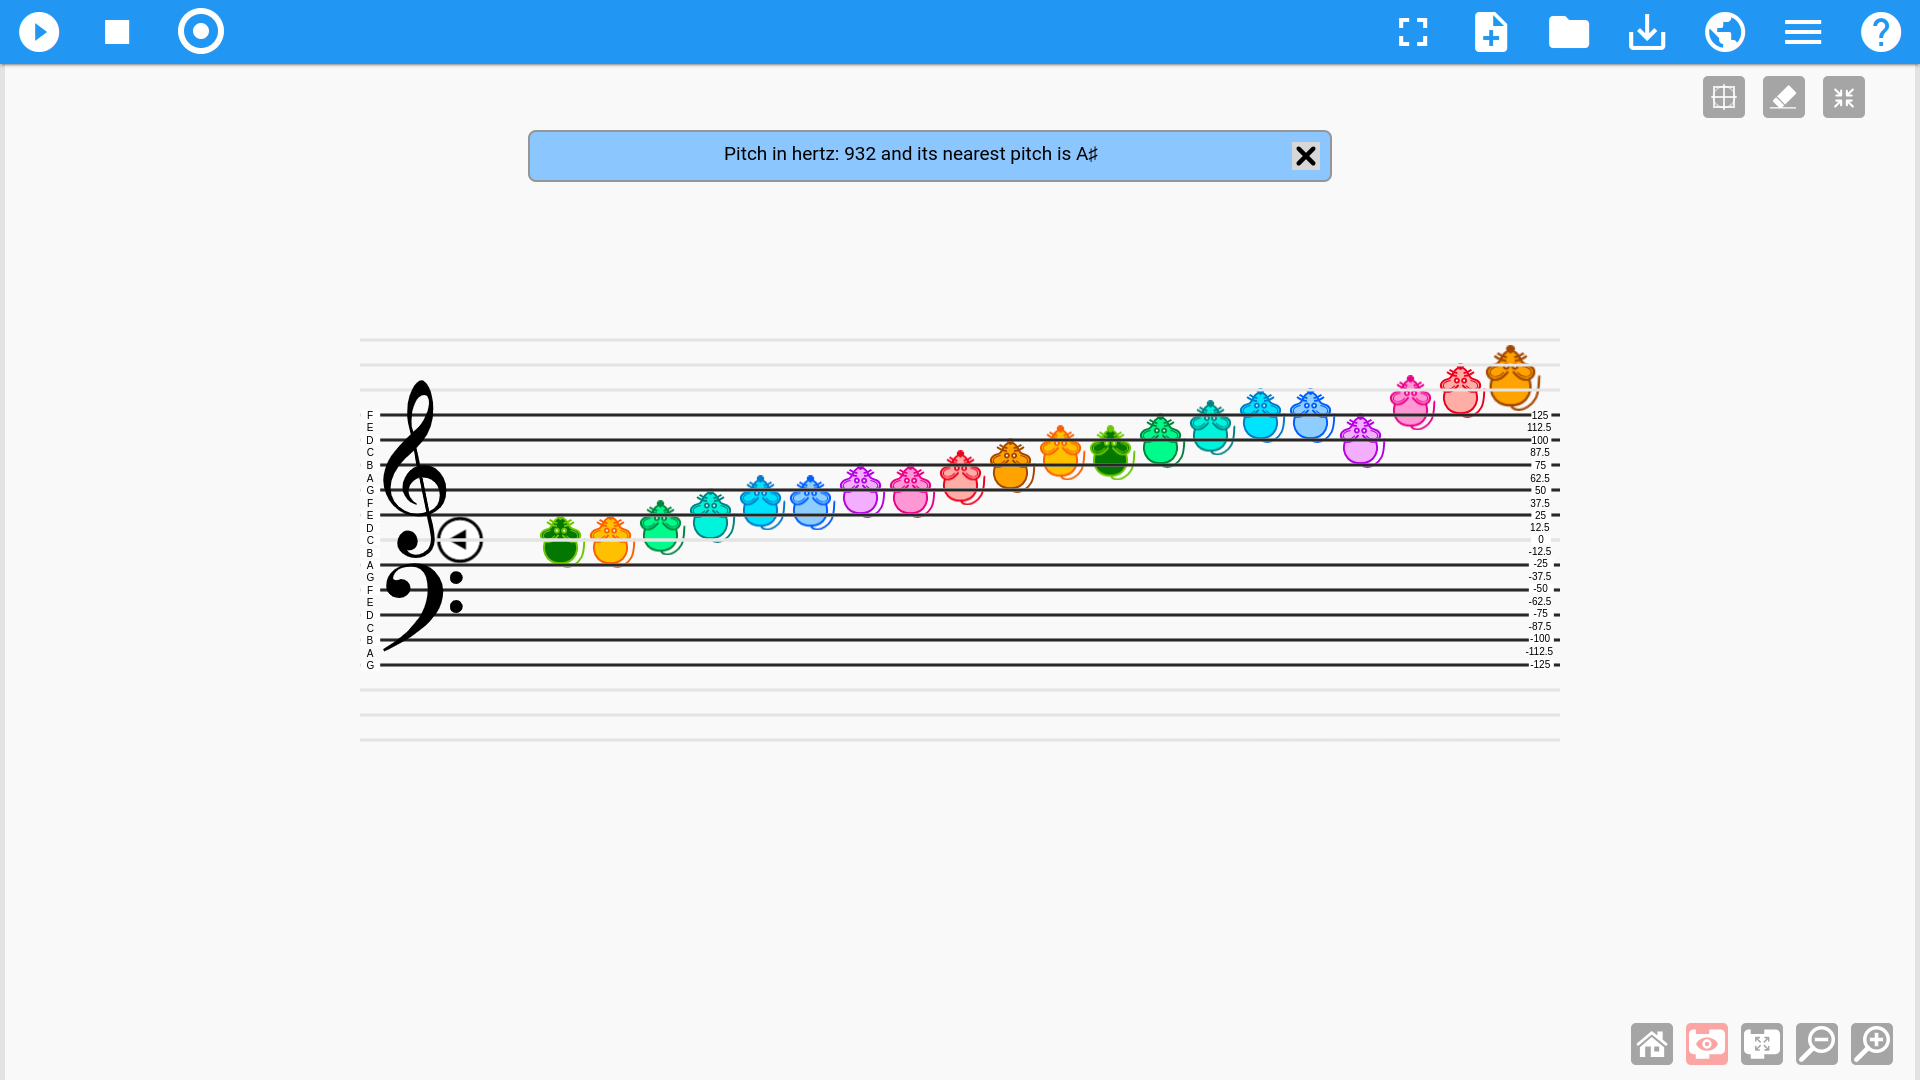 Pitch in hertz: 932 and its nearest pitch is A♯
F 125
E 112.5
D 100
C 87.5
B 75
A 62.5
G 50
F 37.5
E 25
D 12.5
C 0
B -12.5
A -25
G -37.5
F -50
E -62.5
D -75
C -87.5
B -100
A -112.5
G -125